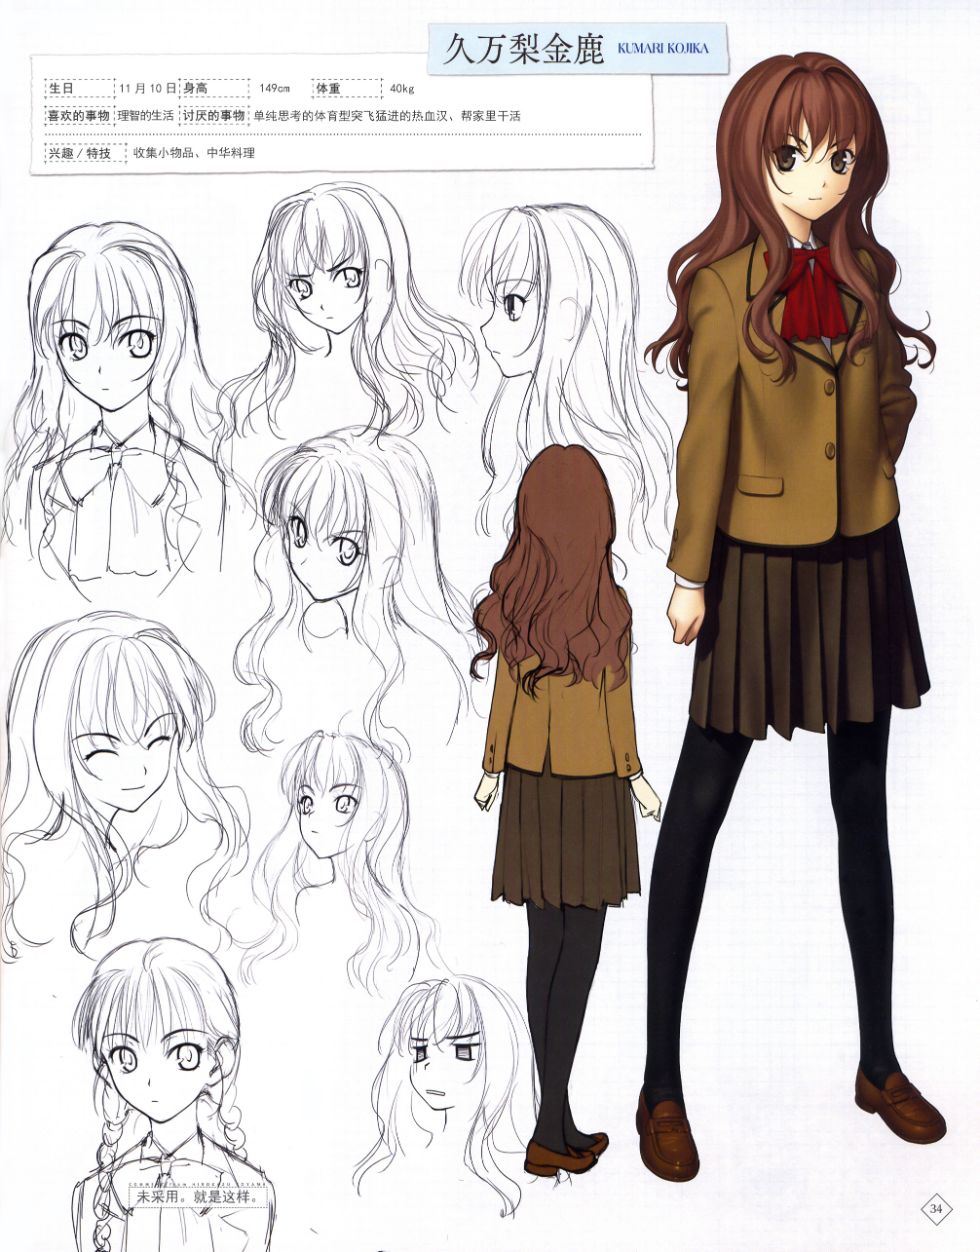 久万梨金鹿 KUMARI KOJIKA
生日 11月10日 身高 149cm 体重 40kg
喜欢的事物 理智的生活 讨厌的事物 单纯思考的体育型突飞猛进的热血汉、帮家里干活
兴趣/特技 收集小物品、中华料理
未采用。就是这样。
34